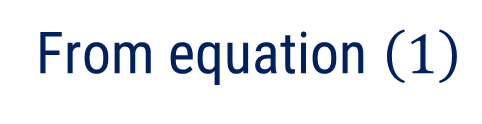 From equation (1)